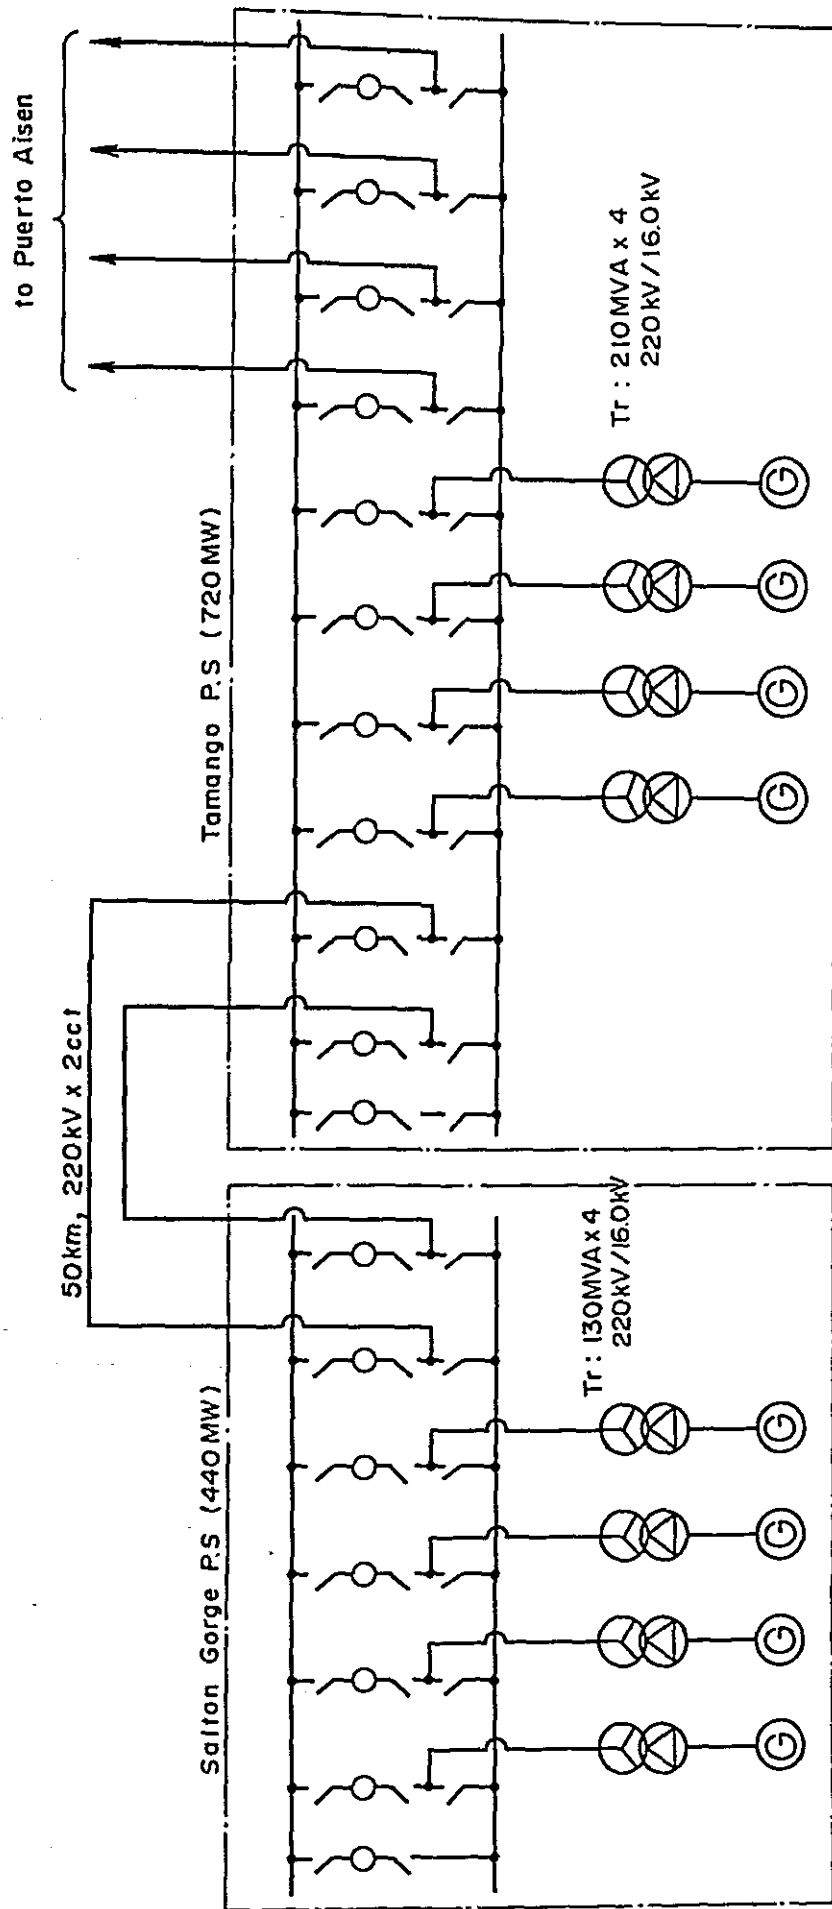 to Puerto Aisen
50km, 220kV x 2cct
Tamango P.S (720MW)
Tr : 210MVA x 4
220kV/16.0kV
G
G
G
G
Salton Gorge P.S (440MW)
Tr : 130MVA x 4
220kV/16.0kV
G
G
G
G